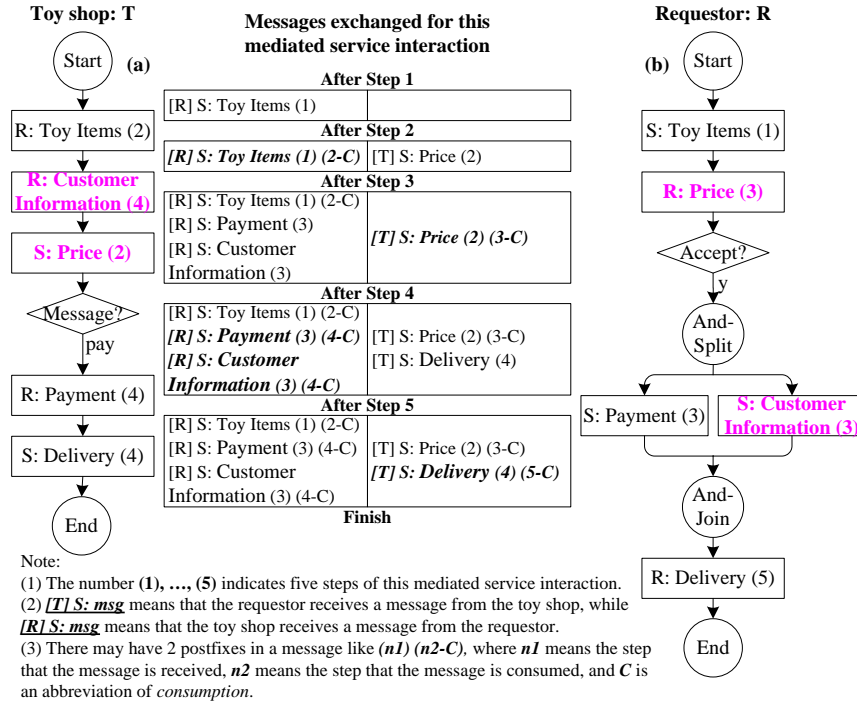 Toy shop: T
(a)
Start
R: Toy Items (2)
R: Customer
Information (4)
S: Price (2)
Message?
pay
R: Payment (4)
S: Delivery (4)
End
Messages exchanged for this
mediated service interaction
After Step 1
[R] S: Toy Items (1)
After Step 2
[R] S: Toy Items (1) (2-C)
[T] S: Price (2)
After Step 3
[R] S: Toy Items (1) (2-C)
[R] S: Payment (3)
[R] S: Customer
Information (3)
[T] S: Price (2) (3-C)
After Step 4
[R] S: Toy Items (1) (2-C)
[R] S: Payment (3) (4-C)
[R] S: Customer
Information (3) (4-C)
[T] S: Price (2) (3-C)
[T] S: Delivery (4)
After Step 5
[R] S: Toy Items (1) (2-C)
[R] S: Payment (3) (4-C)
[R] S: Customer
Information (3) (4-C)
[T] S: Price (2) (3-C)
[T] S: Delivery (4) (5-C)
Finish
Requestor: R
(b)
Start
S: Toy Items (1)
R: Price (3)
Accept?
y
And-
Split
S: Payment (3)
S: Customer
Information (3)
And-
Join
R: Delivery (5)
End
Note:
(1) The number (1), …, (5) indicates five steps of this mediated service interaction.
(2) [T] S: msg means that the requestor receives a message from the toy shop, while
[R] S: msg means that the toy shop receives a message from the requestor.
(3) There may have 2 postfixes in a message like (n1) (n2-C), where n1 means the step
that the message is received, n2 means the step that the message is consumed, and C is
an abbreviation of consumption.